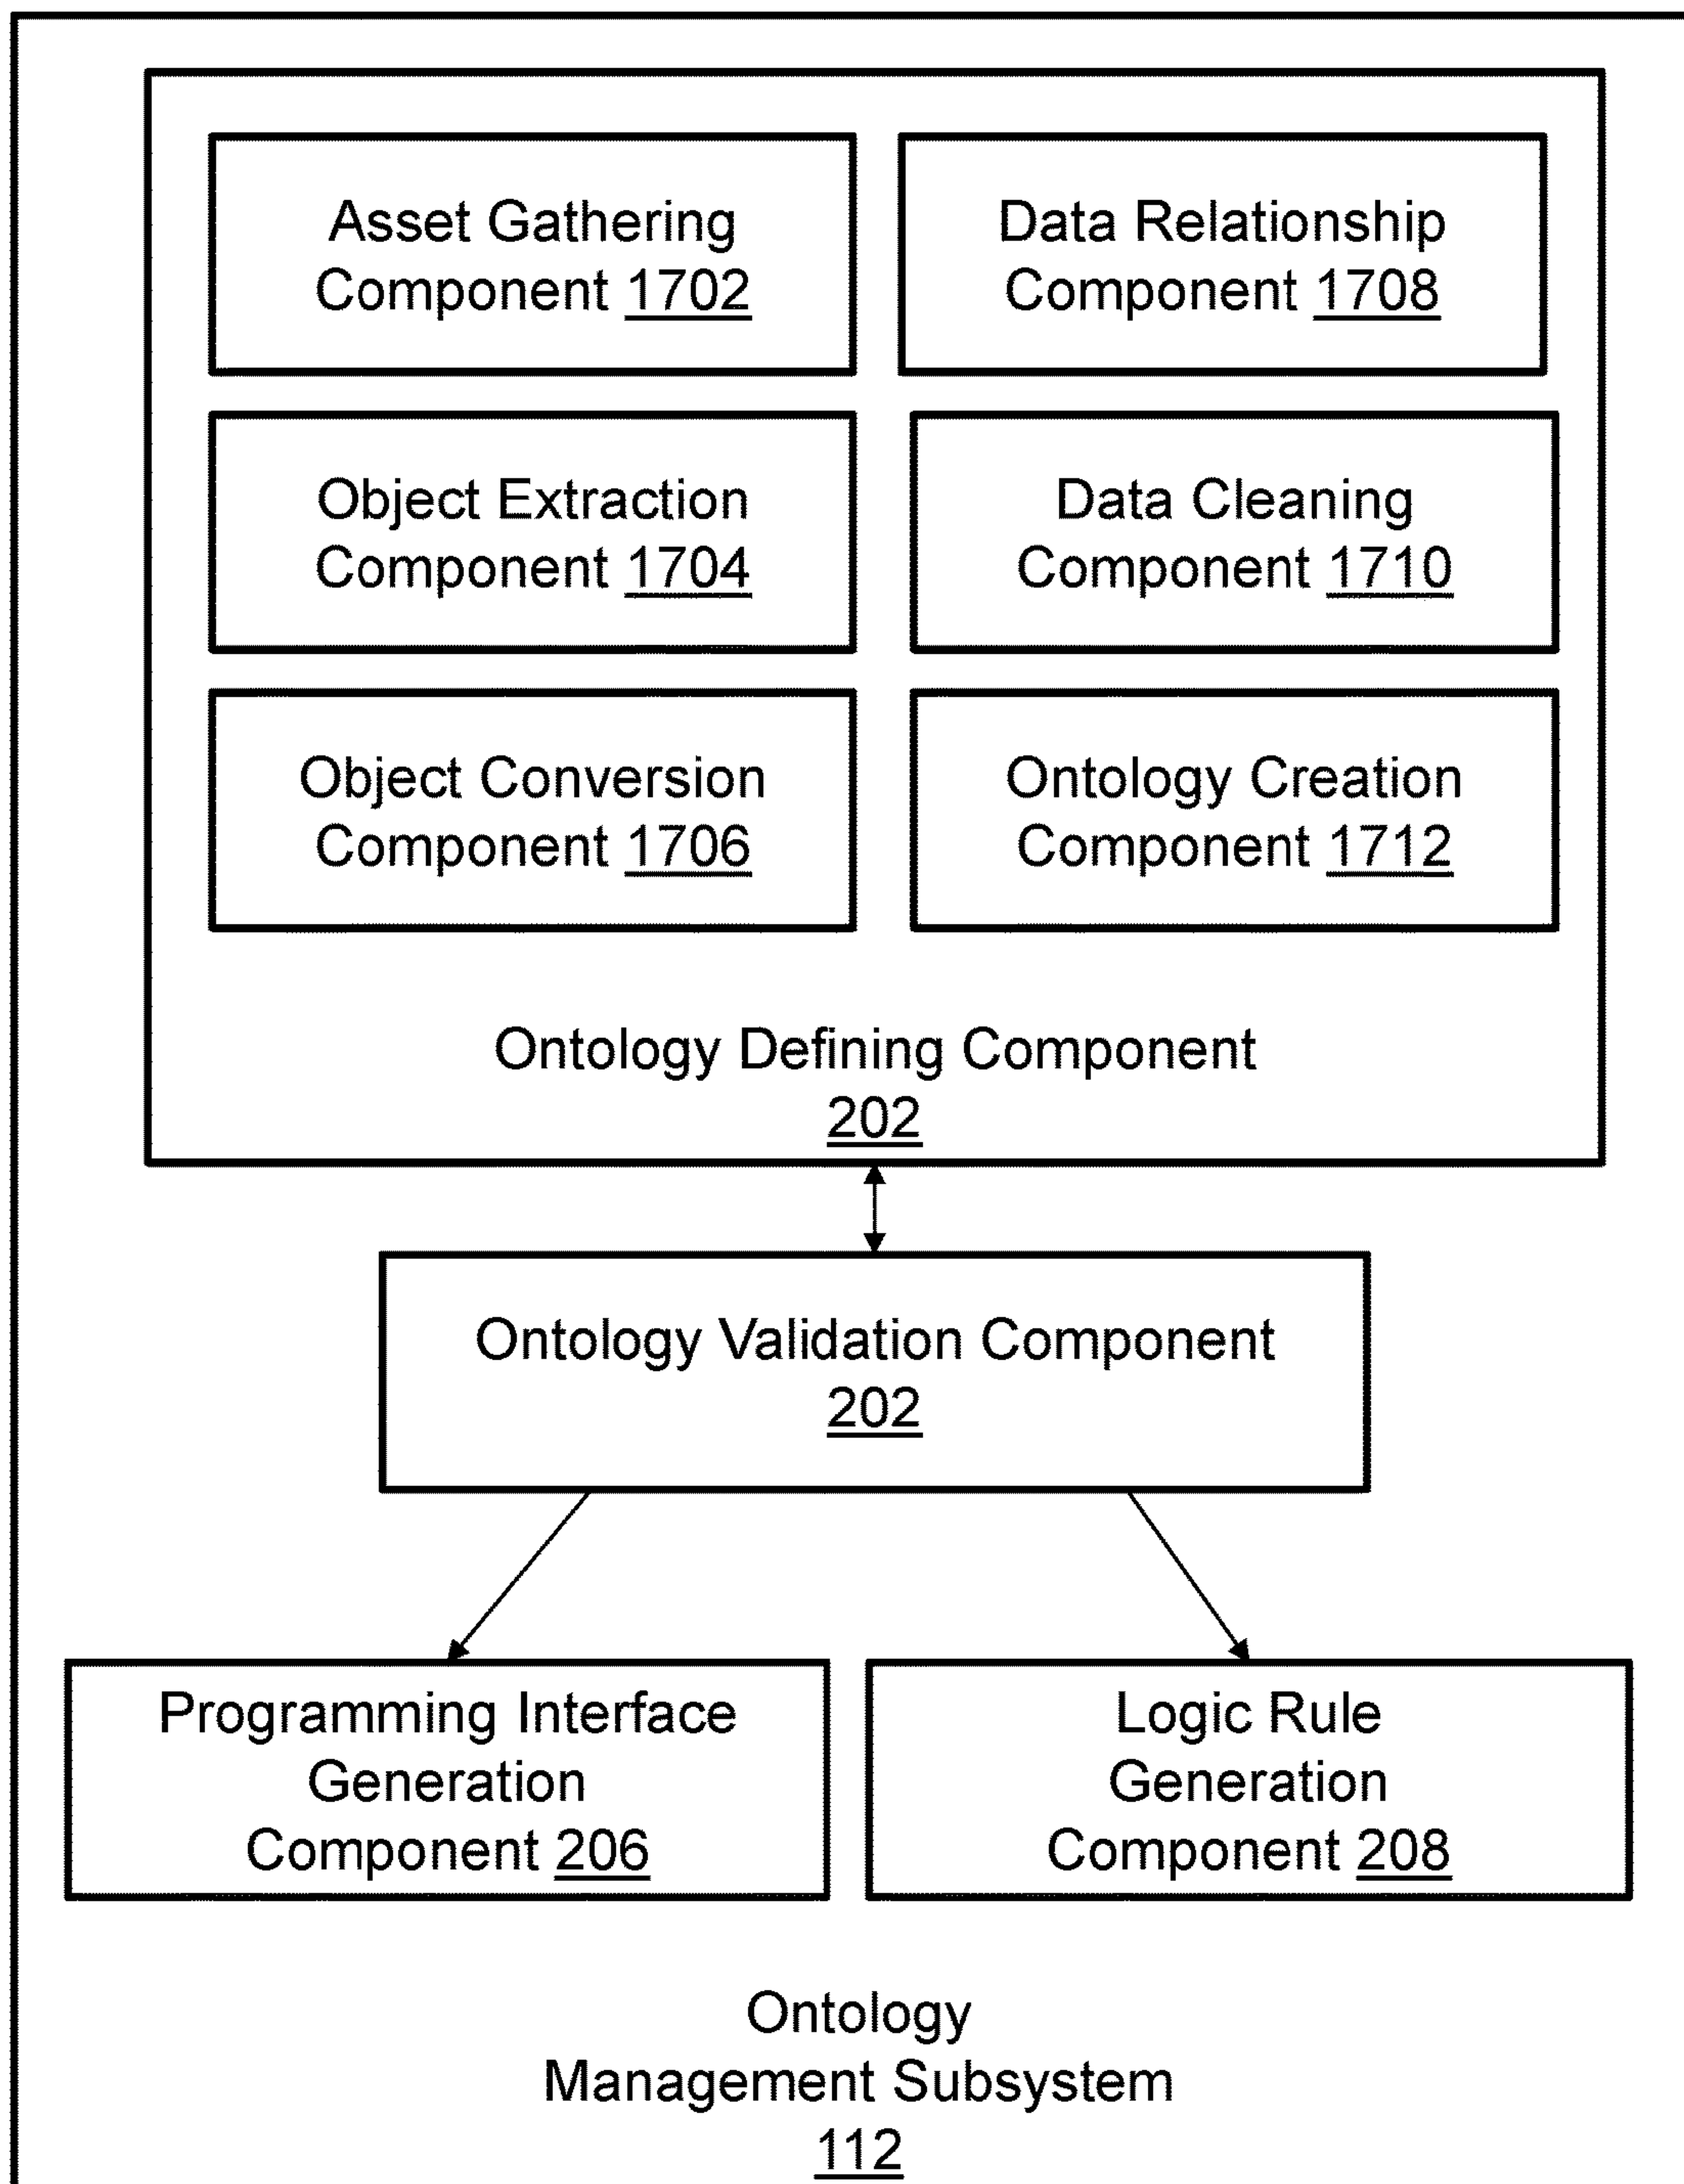 Asset Gathering
Component 1702
Data Relationship
Component 1708
Object Extraction
Component 1704
Data Cleaning
Component 1710
Object Conversion
Component 1706
Ontology Creation
Component 1712
Ontology Defining Component
202
Ontology Validation Component
202
Programming Interface
Generation
Component 206
Logic Rule
Generation
Component 208
Ontology
Management Subsystem
112